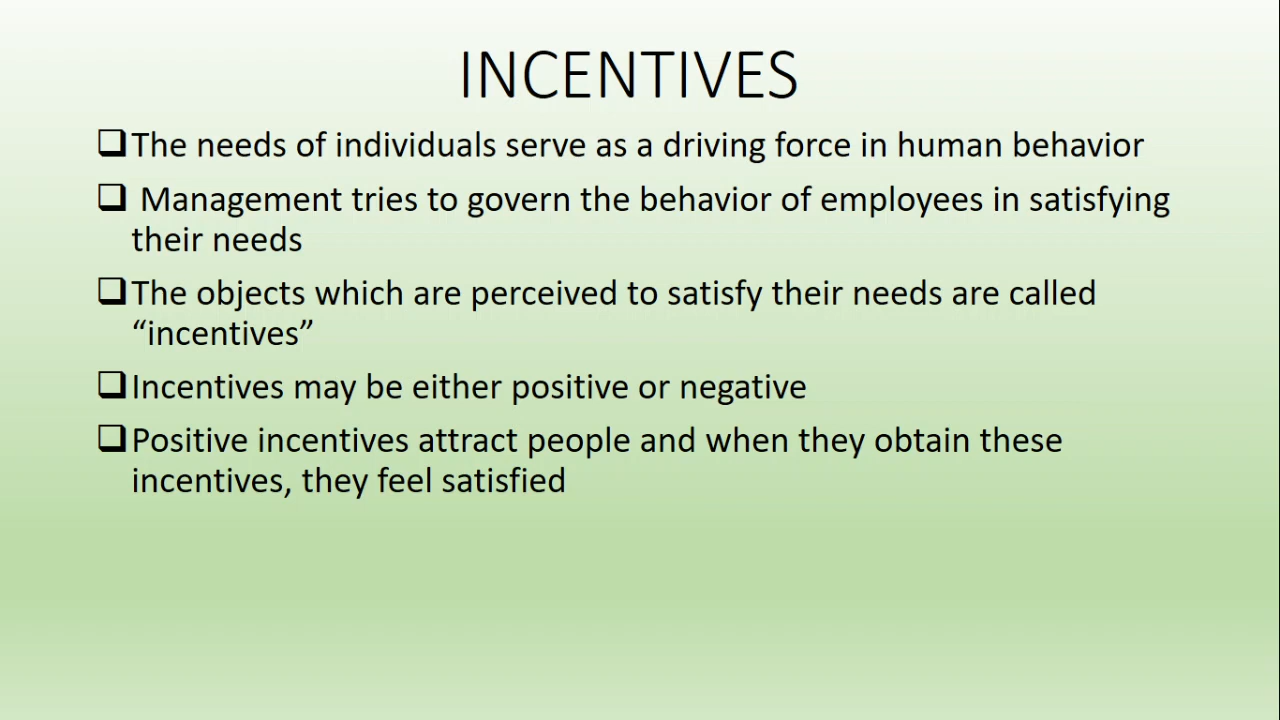 INCENTIVES
❑The needs of individuals serve as a driving force in human behavior
❑ Management tries to govern the behavior of employees in satisfying
their needs
❑The objects which are perceived to satisfy their needs are called
“incentives”
❑Incentives may be either positive or negative
❑Positive incentives attract people and when they obtain these
incentives, they feel satisfied